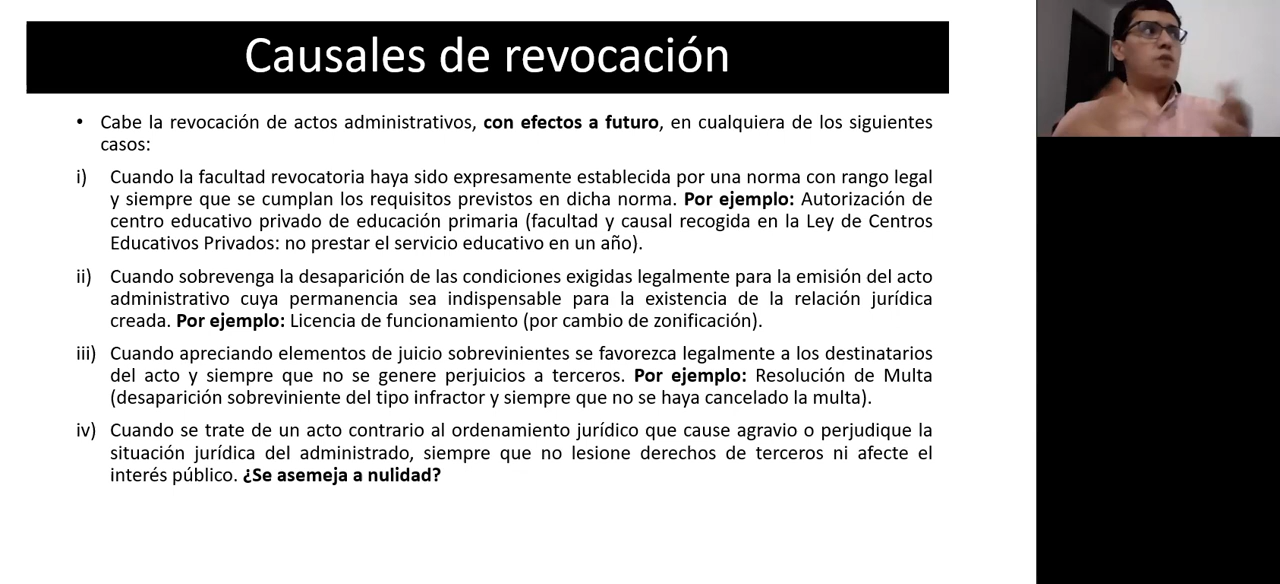 Causales de revocación
• Cabe la revocación de actos administrativos, con efectos a futuro, en cualquiera de los siguientes
casos:
i) Cuando la facultad revocatoria haya sido expresamente establecida por una norma con rango legal
y siempre que se cumplan los requisitos previstos en dicha norma. Por ejemplo: Autorización de
centro educativo privado de educación primaria (facultad y causal recogida en la Ley de Centros
Educativos Privados: no prestar el servicio educativo en un año).
ii) Cuando sobrevenga la desaparición de las condiciones exigidas legalmente para la emisión del acto
administrativo cuya permanencia sea indispensable para la existencia de la relación jurídica
creada. Por ejemplo: Licencia de funcionamiento (por cambio de zonificación).
iii) Cuando apreciando elementos de juicio sobrevinientes se favorezca legalmente a los destinatarios
del acto y siempre que no se genere perjuicios a terceros. Por ejemplo: Resolución de Multa
(desaparición sobreviniente del tipo infractor y siempre que no se haya cancelado la multa).
iv) Cuando se trate de un acto contrario al ordenamiento jurídico que cause agravio o perjudique la
situación jurídica del administrado, siempre que no lesione derechos de terceros ni afecte el
interés público. ¿Se asemeja a nulidad?